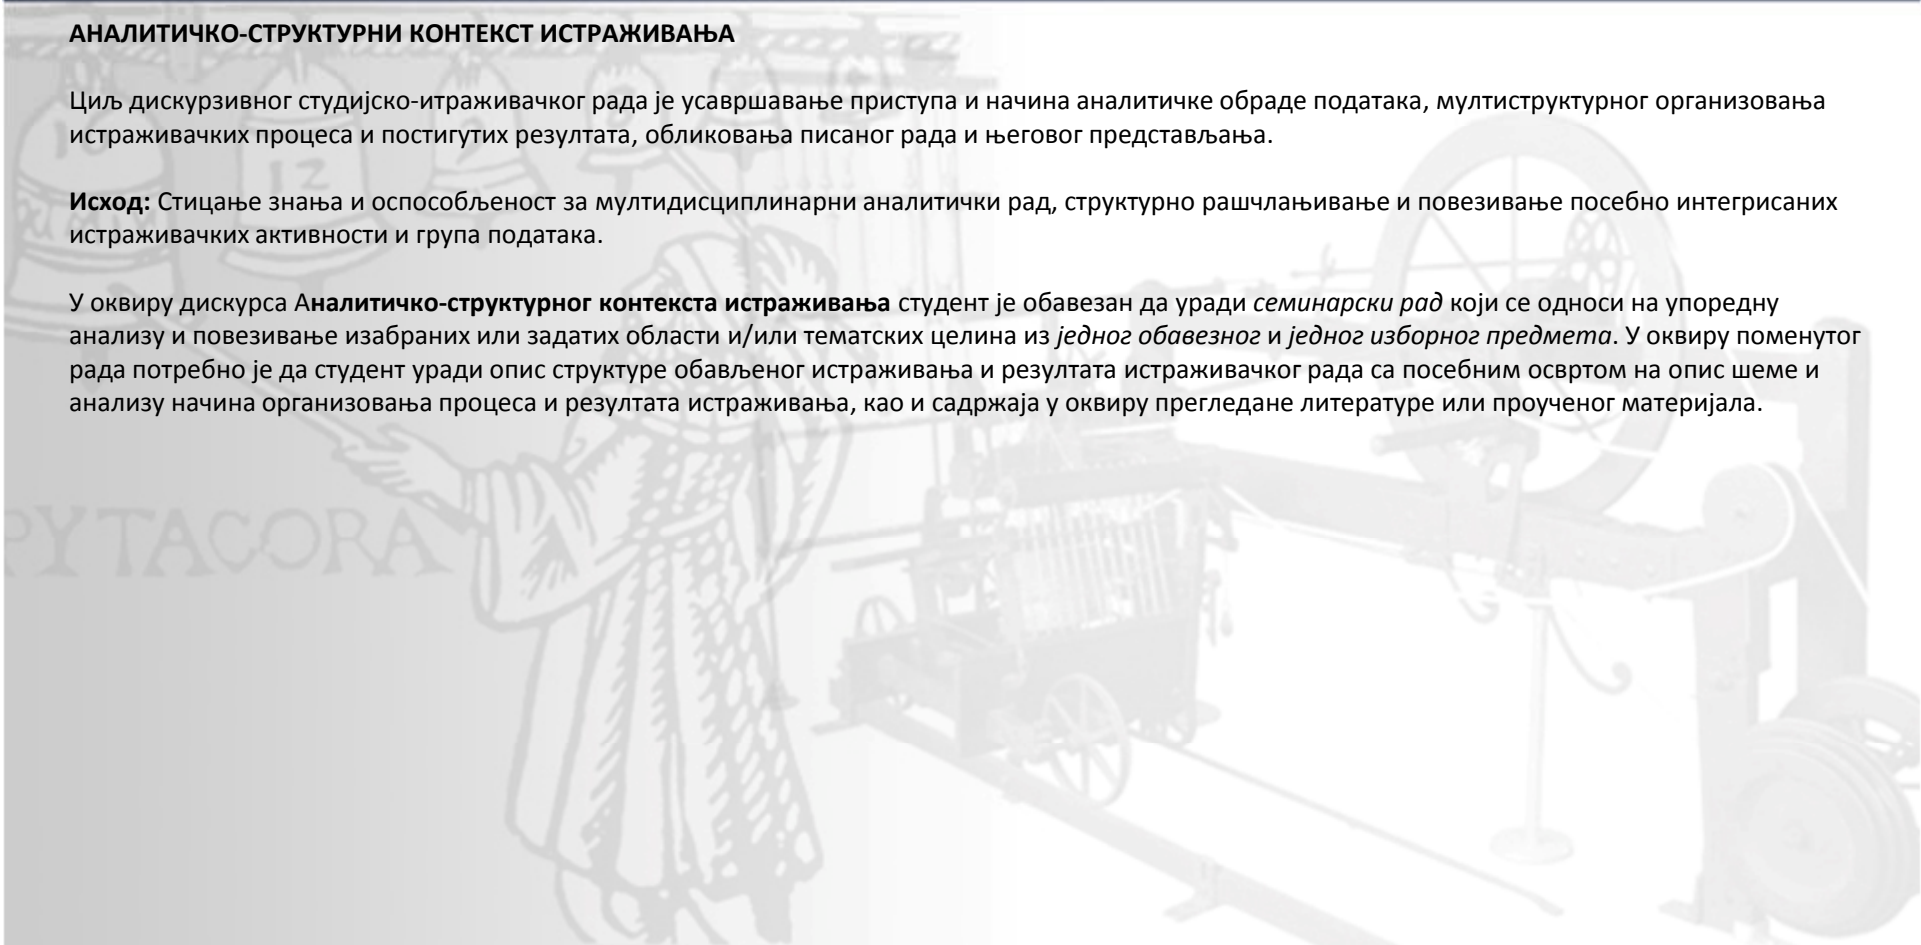 АНАЛИТИЧКО-СТРУКТУРНИ КОНТЕКСТ ИСТРАЖИВАЊА
Циљ дискурзивног студијско-итраживачког рада је усавршавање приступа и начина аналитичке обраде података, мултиструктурног организовања
истраживачких процеса и постигутих резултата, обликовања писаног рада и његовог представљања.
Исход: Стицање знања и оспособљеност за мултидисциплинарни аналитички рад, структурно рашчлањивање и повезивање посебно интегрисаних
истраживачких активности и група података.
У оквиру дискурса Аналитичко-структурног контекста истраживања студент је обавезан да уради семинарски рад који се односи на упоредну
анализу и повезивање изабраних или задатих области и/или тематских целина из једног обавезног и једног изборног предмета. У оквиру поменутог
рада потребно је да студент уради опис структуре обављеног истраживања и резултата истраживачког рада са посебним освртом на опис шеме и
анализу начина организовања процеса и резултата истраживања, као и садржаја у оквиру прегледане литературе или проученог материјала.
12
PYTAGORA